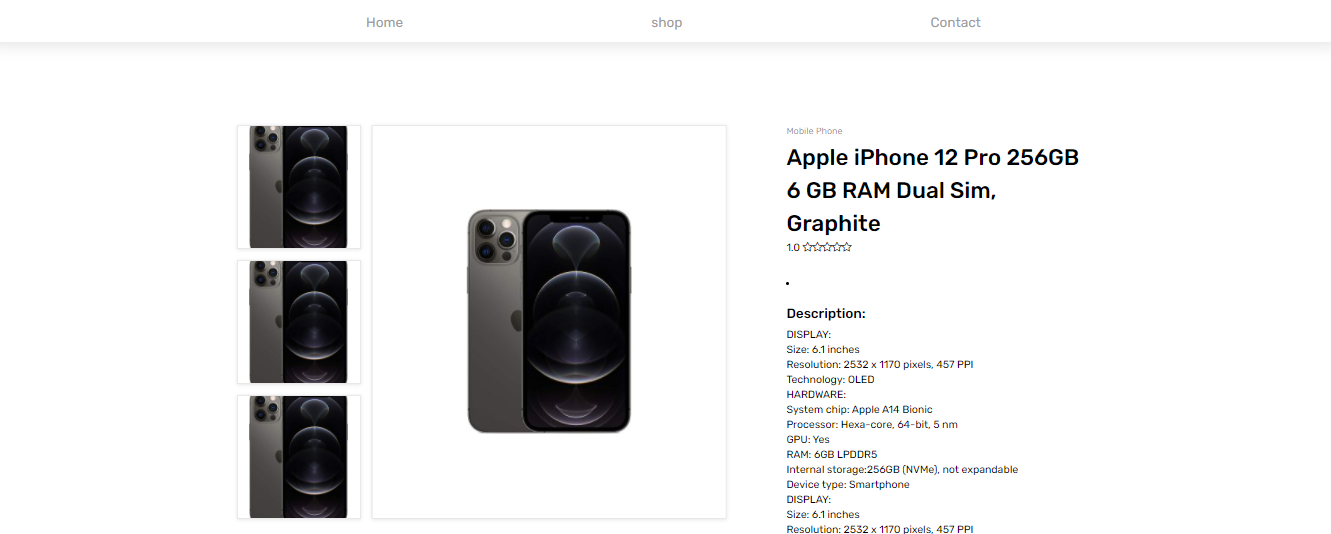 Home shop Contact
Mobile Phone
Apple iPhone 12 Pro 256GB
6 GB RAM Dual Sim,
Graphite
1.0
Description:
DISPLAY:
Size: 6.1 inches
Resolution: 2532 x 1170 pixels, 457 PPI
Technology: OLED
HARDWARE:
System chip: Apple A14 Bionic
Processor: Hexa-core, 64-bit, 5 nm
GPU: Yes
RAM: 6GB LPDDR5
Internal storage:256GB (NVMe), not expandable
Device type: Smartphone
DISPLAY:
Size: 6.1 inches
Resolution: 2532 x 1170 pixels, 457 PPI